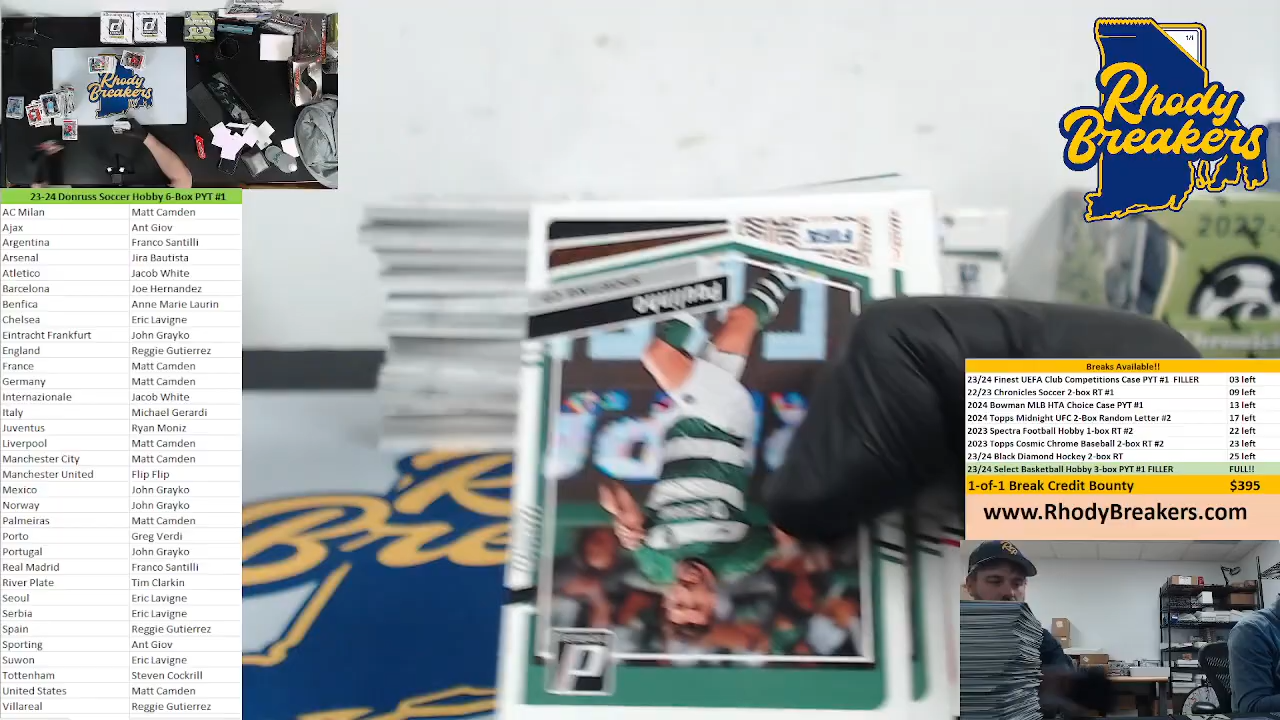 Rhody
Breakers
1/1
Rhody
Breakers
23-24 Donruss Soccer Hobby 6-Box PYT #1
AC Milan Matt Camden
Ajax Ant Giov
Argentina Franco Santilli
Arsenal Jira Bautista
Atletico Jacob White
Barcelona Joe Hernandez
Benfica Anne Marie Laurin
Chelsea Eric Lavigne
Eintracht Frankfurt John Grayko
England Reggie Gutierrez
France Matt Camden
Germany Matt Camden
Internazionale Jacob White
Italy Michael Gerardi
Juventus Ryan Moniz
Liverpool Matt Camden
Manchester City Matt Camden
Manchester United Flip Flip
Mexico John Grayko
Norway John Grayko
Palmeiras Matt Camden
Porto Greg Verdi
Portugal John Grayko
Real Madrid Franco Santilli
River Plate Tim Clarkin
Seoul Eric Lavigne
Serbia Eric Lavigne
Spain Reggie Gutierrez
Sporting Ant Giov
Suwon Eric Lavigne
Tottenham Steven Cockrill
United States Matt Camden
Villareal Reggie Gutierrez
FIFA
2022-
Breaks Available!!
23/24 Finest UEFA Club Competitions Case PYT #1 FILLER 03 left
22/23 Chronicles Soccer 2-box RT #1 09 left
2024 Bowman MLB HTA Choice Case PYT #1 13 left
2024 Topps Midnight UFC 2-Box Random Letter #2 17 left
2023 Spectra Football Hobby 1-box RT #2 22 left
2023 Topps Cosmic Chrome Baseball 2-box RT #2 23 left
23/24 Black Diamond Hockey 2-box RT 25 left
23/24 Select Basketball Hobby 3-box PYT #1 FILLER FULL!!
1-of-1 Break Credit Bounty $395
www.RhodyBreakers.com